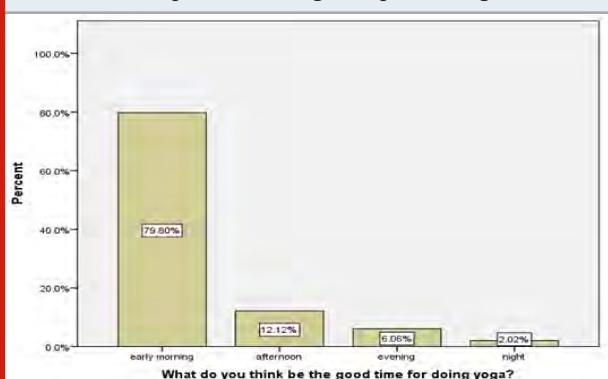 100.0%
80.0%
60.0%
40.0%
20.0%
0.0%
Percent
79.80%
12.12%
6.06%
2.02%
early morning
afternoon
evening
night
What do you think be the good time for doing yoga?